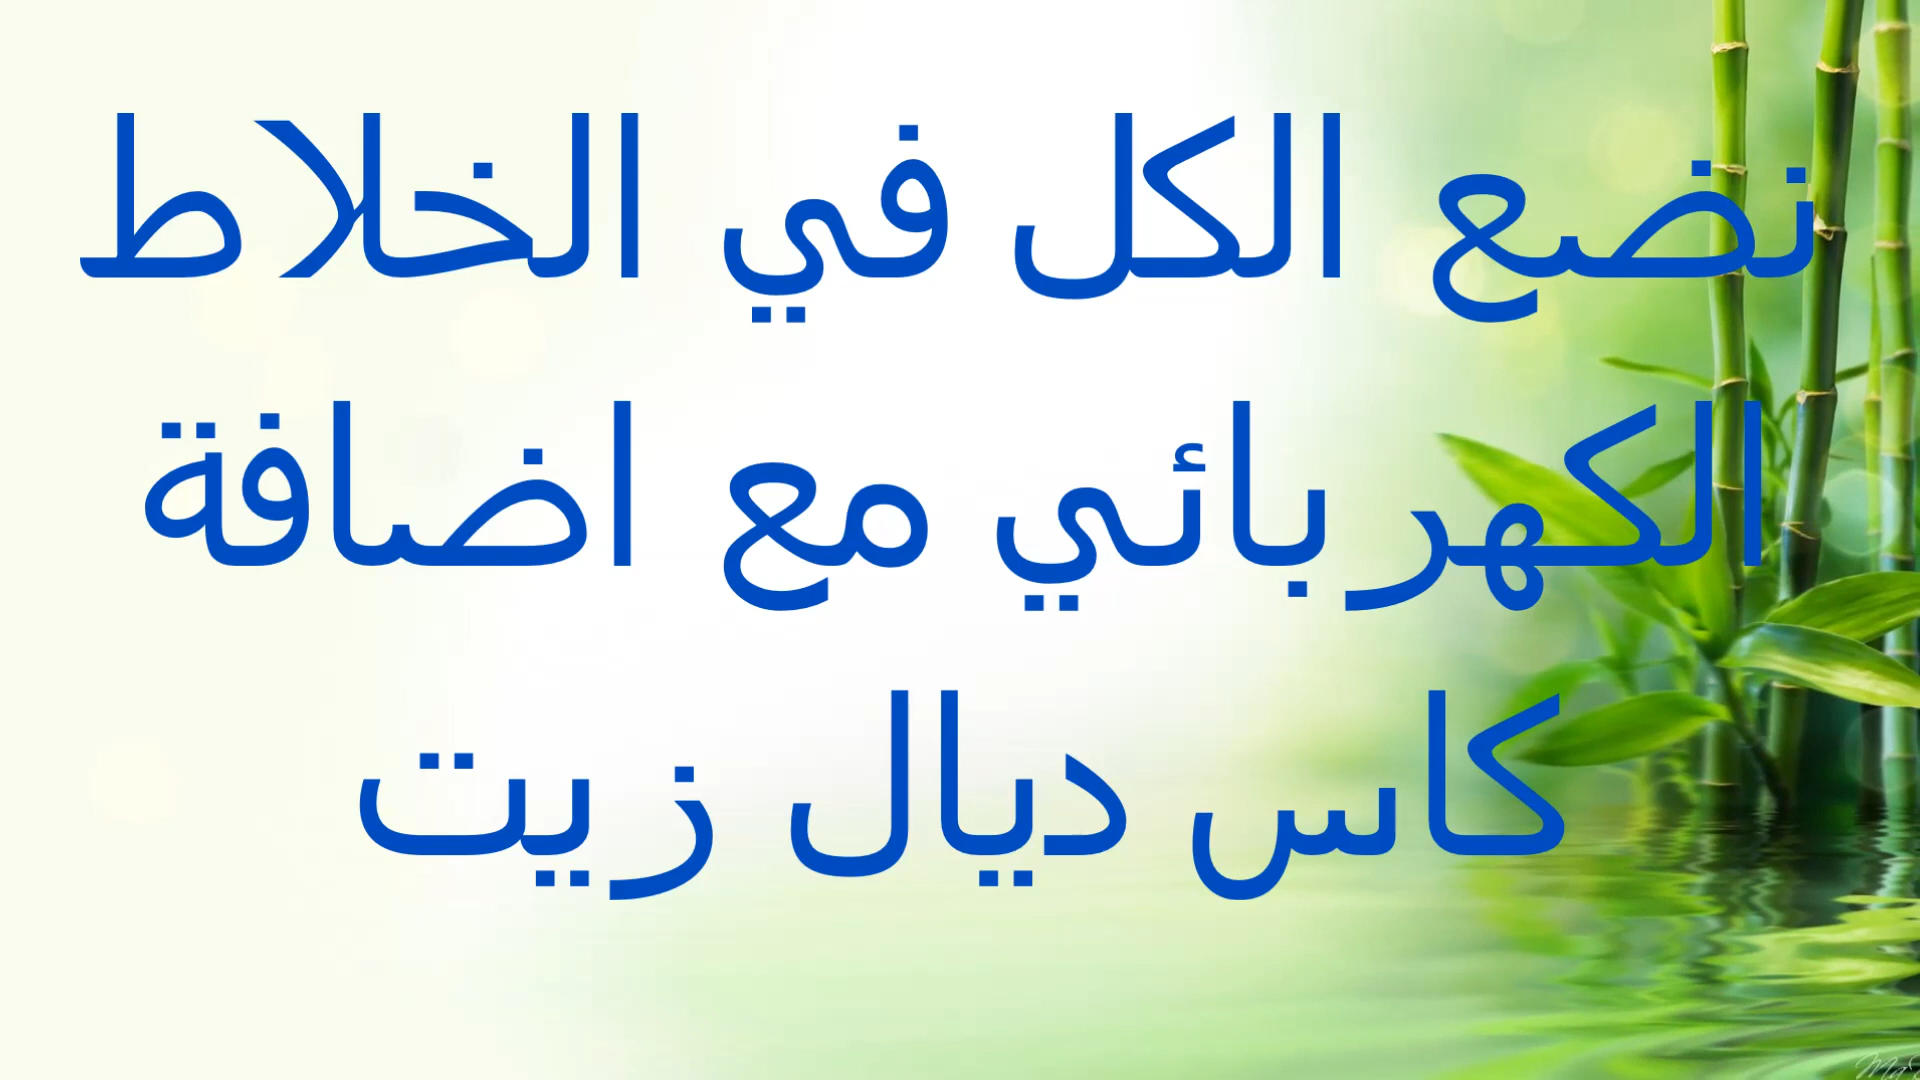 نضع الكل في الخلاط
الكهربائي مع اضافة
كاس ديال زيت